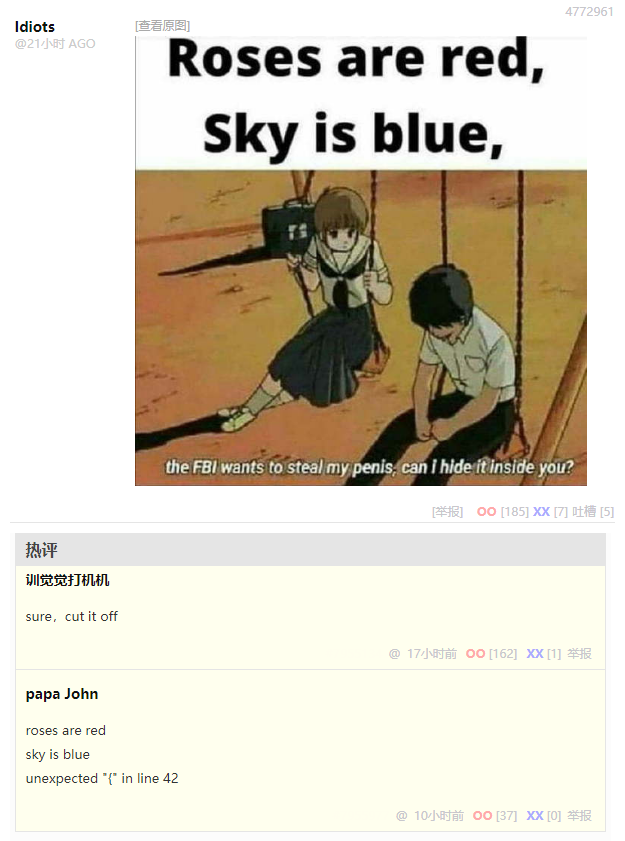 4772961
Idiots
@21小时 AGO
[查看原图]
Roses are red,
Sky is blue,
the FBI wants to steal my penis, can I hide it inside you?
[举报] OO [185] XX [7] 吐槽 [5]
热评
训觉觉打机机
sure，cut it off
@ 17小时前 OO [162] XX [1] 举报
papa John
roses are red
sky is blue
unexpected "{" in line 42
@ 10小时前 OO [37] XX [0] 举报